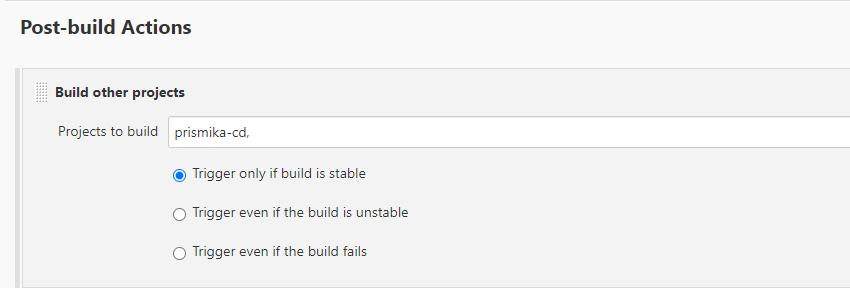 Post-build Actions
Build other projects
Projects to build prismika-cd,
Trigger only if build is stable
Trigger even if the build is unstable
Trigger even if the build fails